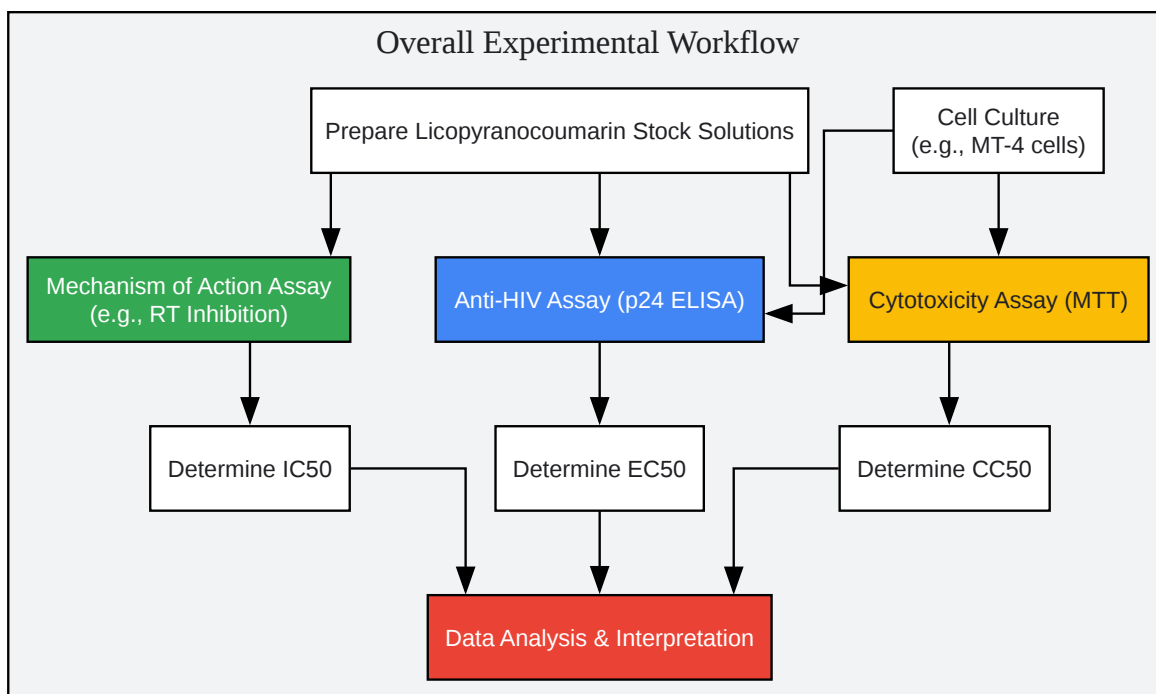 Overall Experimental Workflow
Prepare Licopyranocoumarin Stock Solutions
Cell Culture
(e.g., MT-4 cells)
Mechanism of Action Assay
(e.g., RT Inhibition)
Anti-HIV Assay (p24 ELISA)
Cytotoxicity Assay (MTT)
Determine IC50
Determine EC50
Determine CC50
Data Analysis & Interpretation